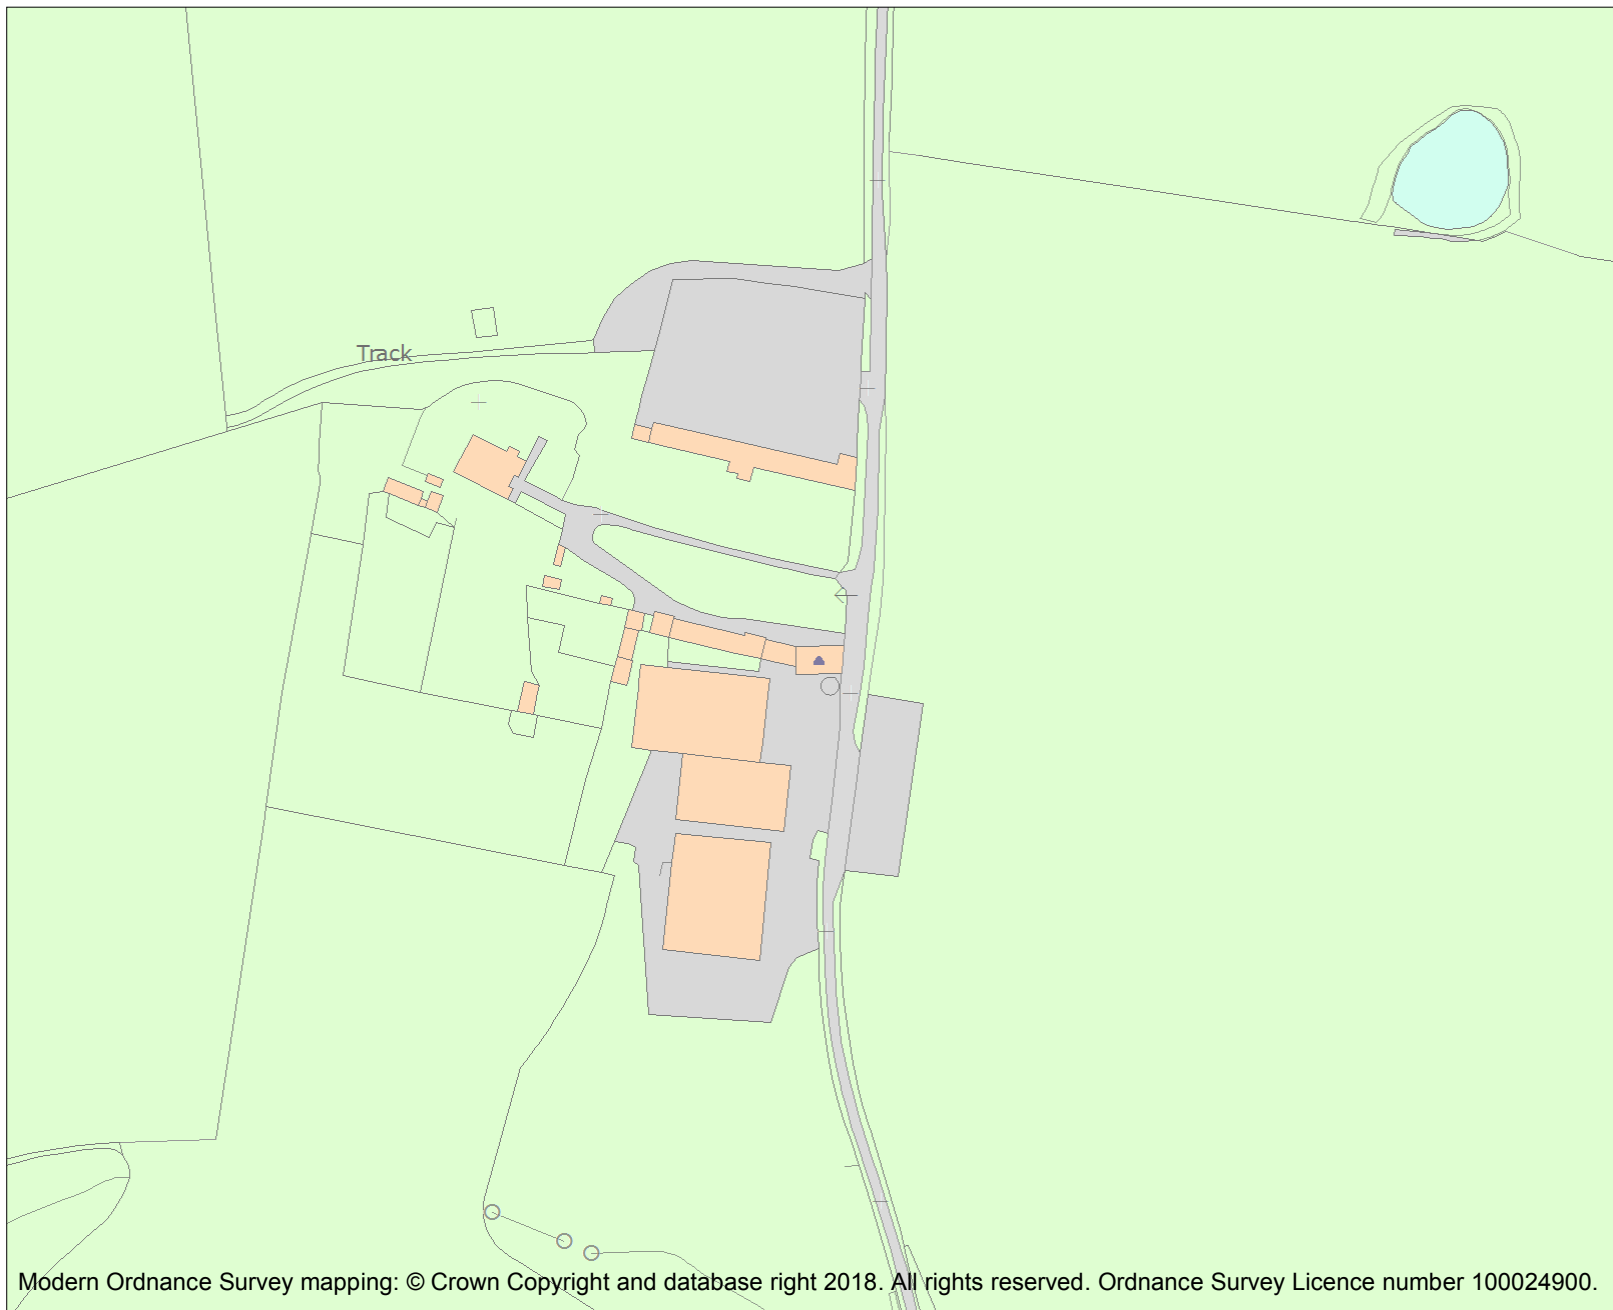 Track
Modern Ordnance Survey mapping: © Crown Copyright and database right 2018. All rights reserved. Ordnance Survey Licence number 100024900.